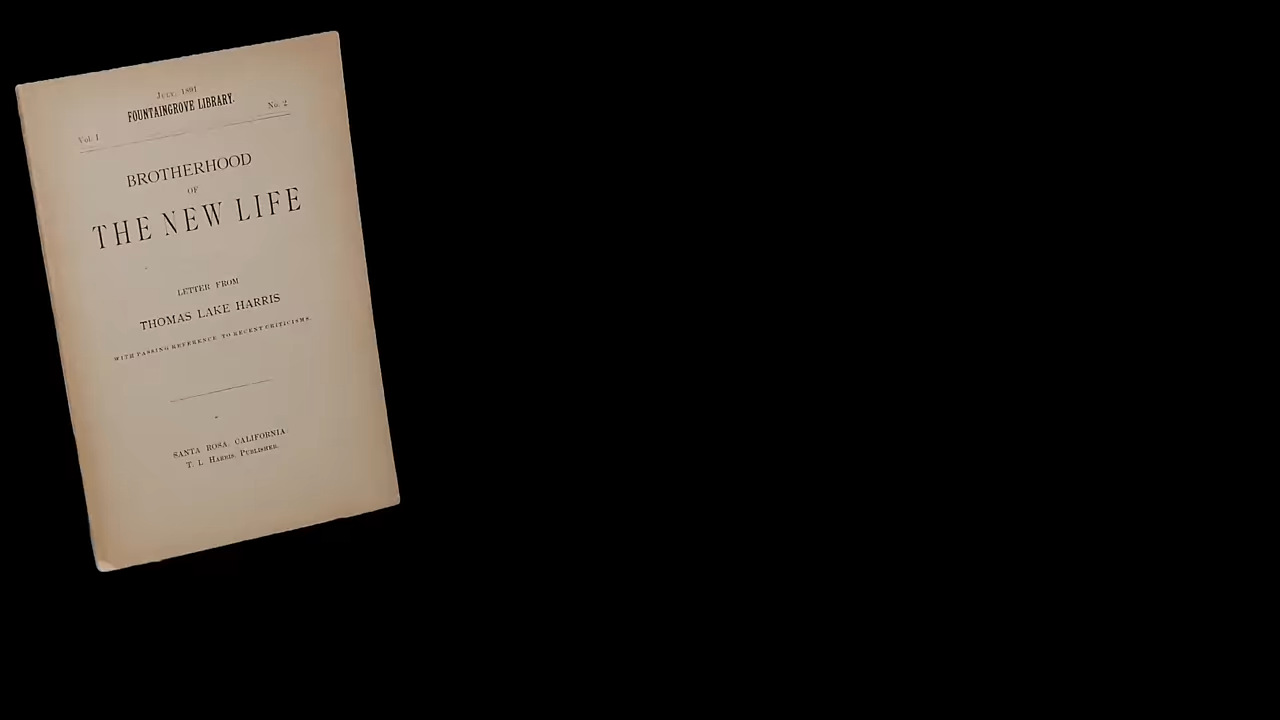 July, 1891
FOUNTAINGROVE LIBRARY.
Vol. 1 No. 2
BROTHERHOOD
OF
THE NEW LIFE
LETTER FROM
THOMAS LAKE HARRIS
WITH PASSING REFERENCE TO RECENT CRITICISMS.
SANTA ROSA, CALIFORNIA.
T. L. Harris, Publisher.